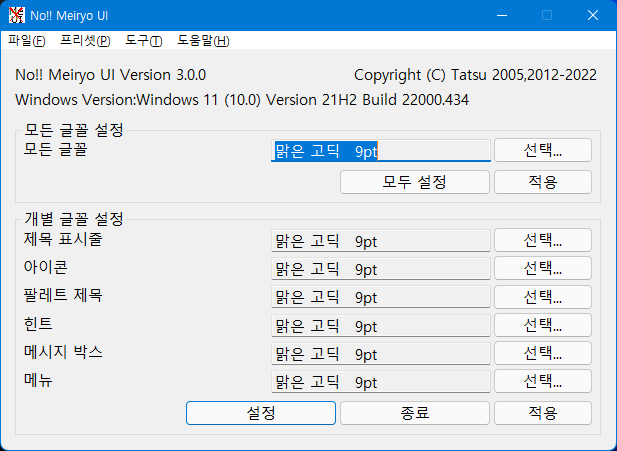 No!! Meiryo UI
파일(F) 프리셋(P) 도구(T) 도움말(H)
No!! Meiryo UI Version 3.0.0 Copyright (C) Tatsu 2005,2012-2022
Windows Version:Windows 11 (10.0) Version 21H2 Build 22000.434
모든 글꼴 설정
모든 글꼴 맑은 고딕 9pt 선택...
모두 설정 적용
개별 글꼴 설정
제목 표시줄 맑은 고딕 9pt 선택...
아이콘 맑은 고딕 9pt 선택...
팔레트 제목 맑은 고딕 9pt 선택...
힌트 맑은 고딕 9pt 선택...
메시지 박스 맑은 고딕 9pt 선택...
메뉴 맑은 고딕 9pt 선택...
설정 종료 적용